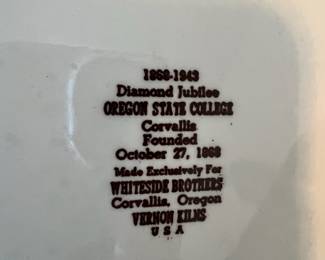 1868-1943
Diamond Jubilee
OREGON STATE COLLEGE
Corvallis
Founded
October 27, 1868
Made Exclusively For
WHITESIDE BROTHERS
Corvallis, Oregon
VERNON KILNS
U S A